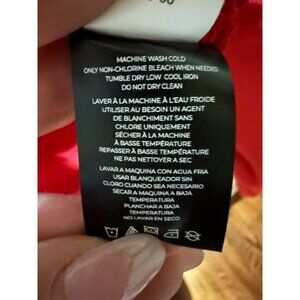 MACHINE WASH COLD
ONLY NON-CHLORINE BLEACH WHEN NEEDED
TUMBLE DRY LOW COOL IRON
DO NOT DRY CLEAN
LAVER À LA MACHINE À L'EAU FROIDE
UTILISER AU BESOIN UN AGENT
DE BLANCHIMENT SANS
CHLORE UNIQUEMENT
SÉCHER À LA MACHINE
À BASSE TEMPÉRATURE
REPASSER À BASSE TEMPÉRATURE
NE PAS NETTOYER A SEC
LAVAR A MAQUINA CON AGUA FRIA
USAR BLANQUEADOR SIN
CLORO CUANDO SEA NECESARIO
SECAR A MAQUINA A BAJA
TEMPERATURA
PLANCHAR A BAJA
TEMPERATURA
NO LAVAR EN SECO